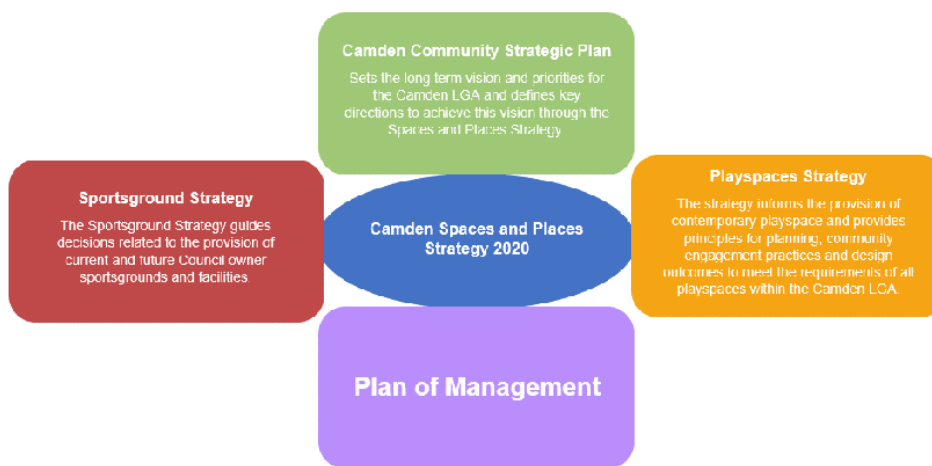 Camden Community Strategic Plan
Sets the long term vision and priorities for
the Camden LGA and defines key
directions to achieve this vision through the
Spaces and Places Strategy
Sportsground Strategy
The Sportsground Strategy guides
decisions related to the provision of
current and future Council owner
sportsgrounds and facilities.
Camden Spaces and Places
Strategy 2020
Playspaces Strategy
The strategy informs the provision of
contemporary playspace and provides
principles for planning, community
engagement practices and design
outcomes to meet the requirements of all
playspaces within the Camden LGA.
Plan of Management